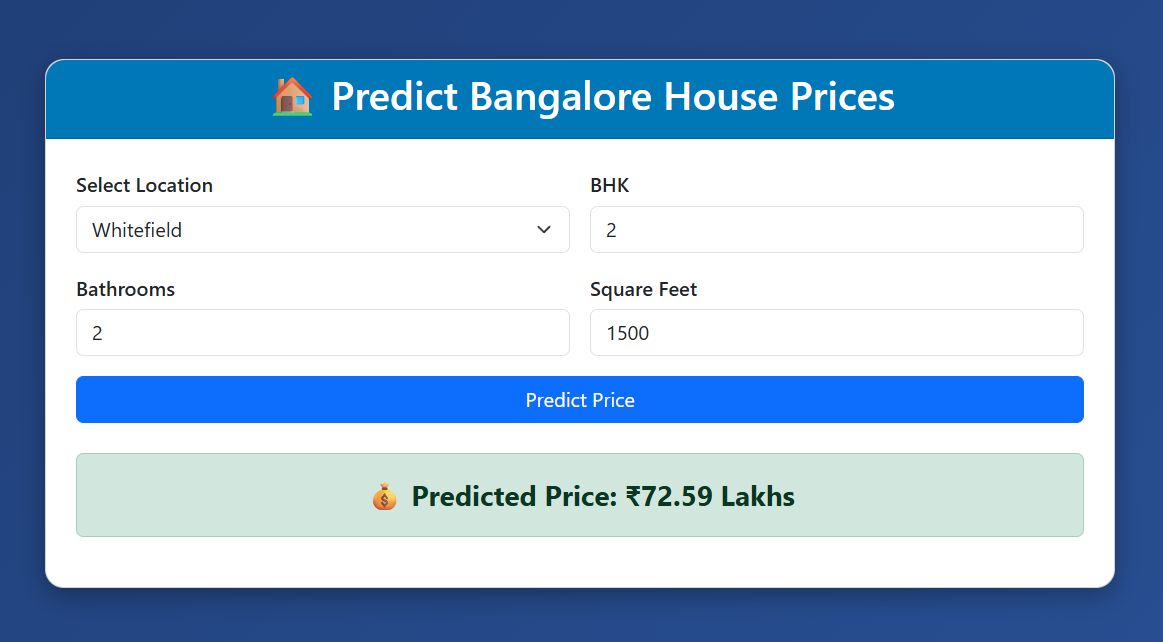 Predict Bangalore House Prices
Select Location
BHK
Whitefield
2
Bathrooms
Square Feet
2
1500
Predict Price
Predicted Price: ₹72.59 Lakhs